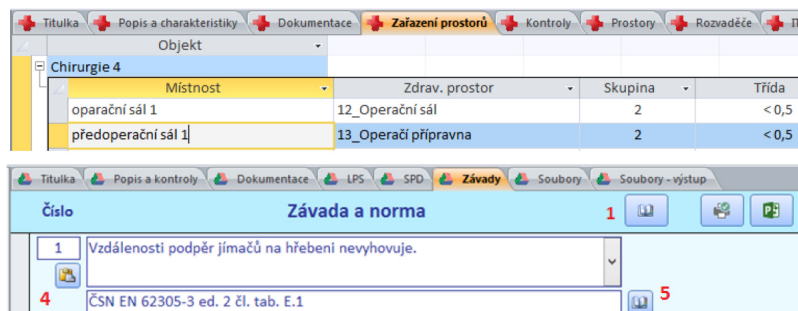 Titulka Popis a charakteristiky Dokumentace Zařazení prostorů Kontroly Prostory Rozvaděče
Objekt
Chirurgie 4
Místnost Zdrav. prostor Skupina Třída
oparační sál 1 12_Operační sál 2 < 0,5
předoperační sál 1 13_Operačí přípravna 2 < 0,5
Titulka Popis a kontroly Dokumentace LPS SPD Závady Soubory Soubory - výstup
Číslo Závada a norma 1
1 Vzdálenosti podpěr jímačů na hřebeni nevyhovuje.
4 ČSN EN 62305-3 ed. 2 čl. tab. E.1 5